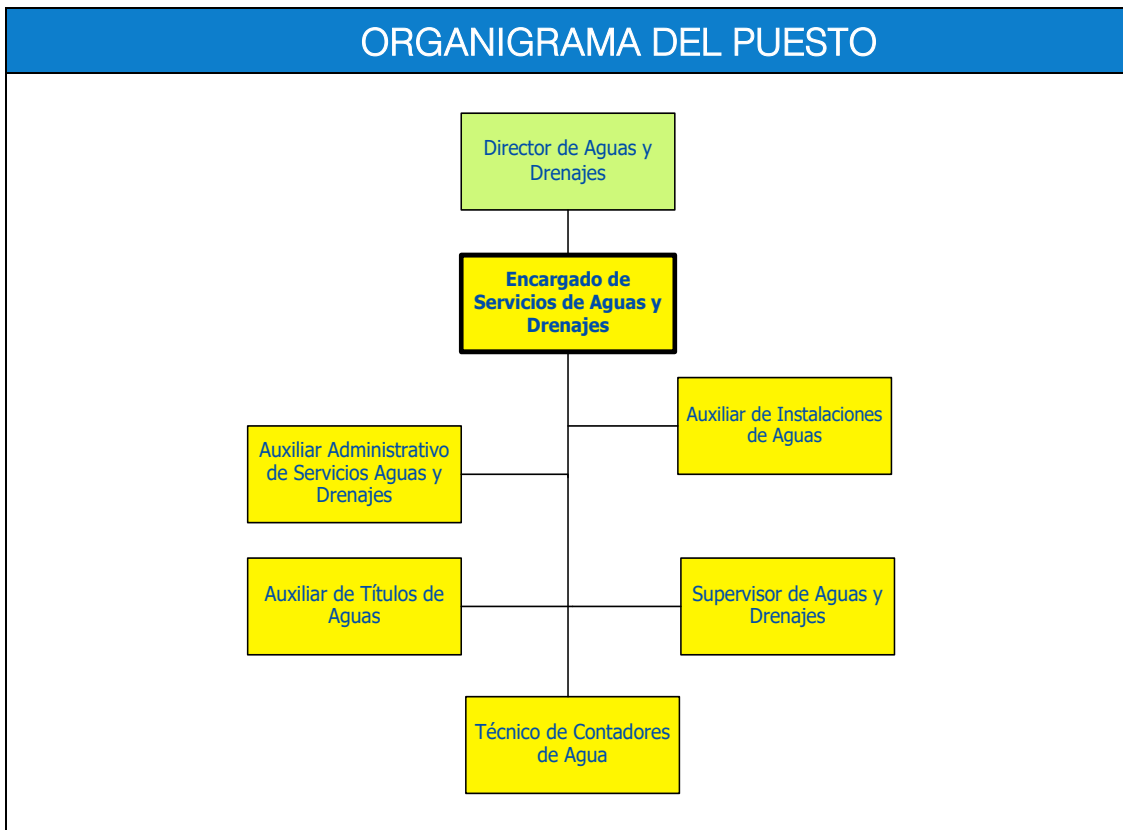 ORGANIGRAMA DEL PUESTO
Director de Aguas y
Drenajes
Encargado de
Servicios de Aguas y
Drenajes
Auxiliar de Instalaciones
de Aguas
Auxiliar Administrativo
de Servicios Aguas y
Drenajes
Auxiliar de Títulos de
Aguas
Supervisor de Aguas y
Drenajes
Técnico de Contadores
de Agua